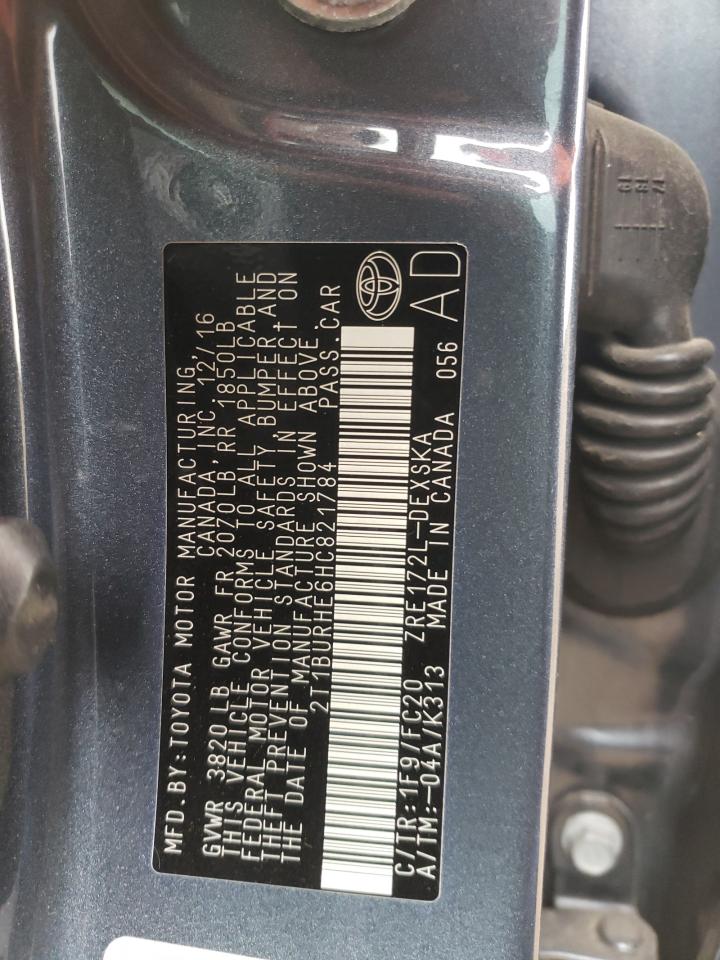 MFD.BY:TOYOTA MOTOR MANUFACTURING,
CANADA,INC. 12/16
GVWR 3820LB GAWR FR 2070LB,RR 1850LB
THIS VEHICLE CONFORMS TO ALL APPLICABLE
FEDERAL MOTOR VEHICLE SAFETY BUMPER AND
THEFT PREVENTION STANDARDS IN EFFECT ON
THE DATE OF MANUFACTURE SHOWN ABOVE.
2T1BURHE6HC821784 PASS.CAR
C/TR:1F9/FC20 ZRE172L-DEXSKA
A/TM:-04A/K313 MADE IN CANADA 056
AD